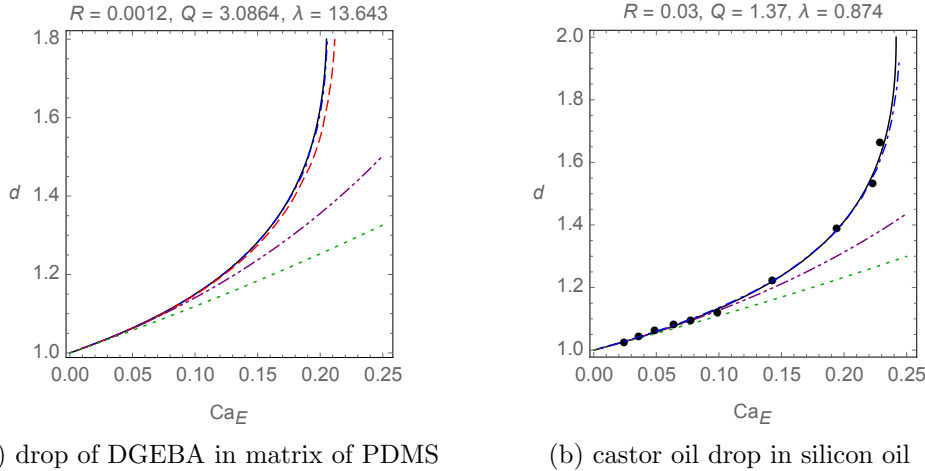 R = 0.0012, Q = 3.0864, λ = 13.643
1.8
1.6
d
1.4
1.2
1.0
0.00 0.05 0.10 0.15 0.20 0.25
Ca_E
) drop of DGEBA in matrix of PDMS
R = 0.03, Q = 1.37, λ = 0.874
2.0
1.8
1.6
d
1.4
1.2
1.0
0.00 0.05 0.10 0.15 0.20 0.25
Ca_E
(b) castor oil drop in silicon oil